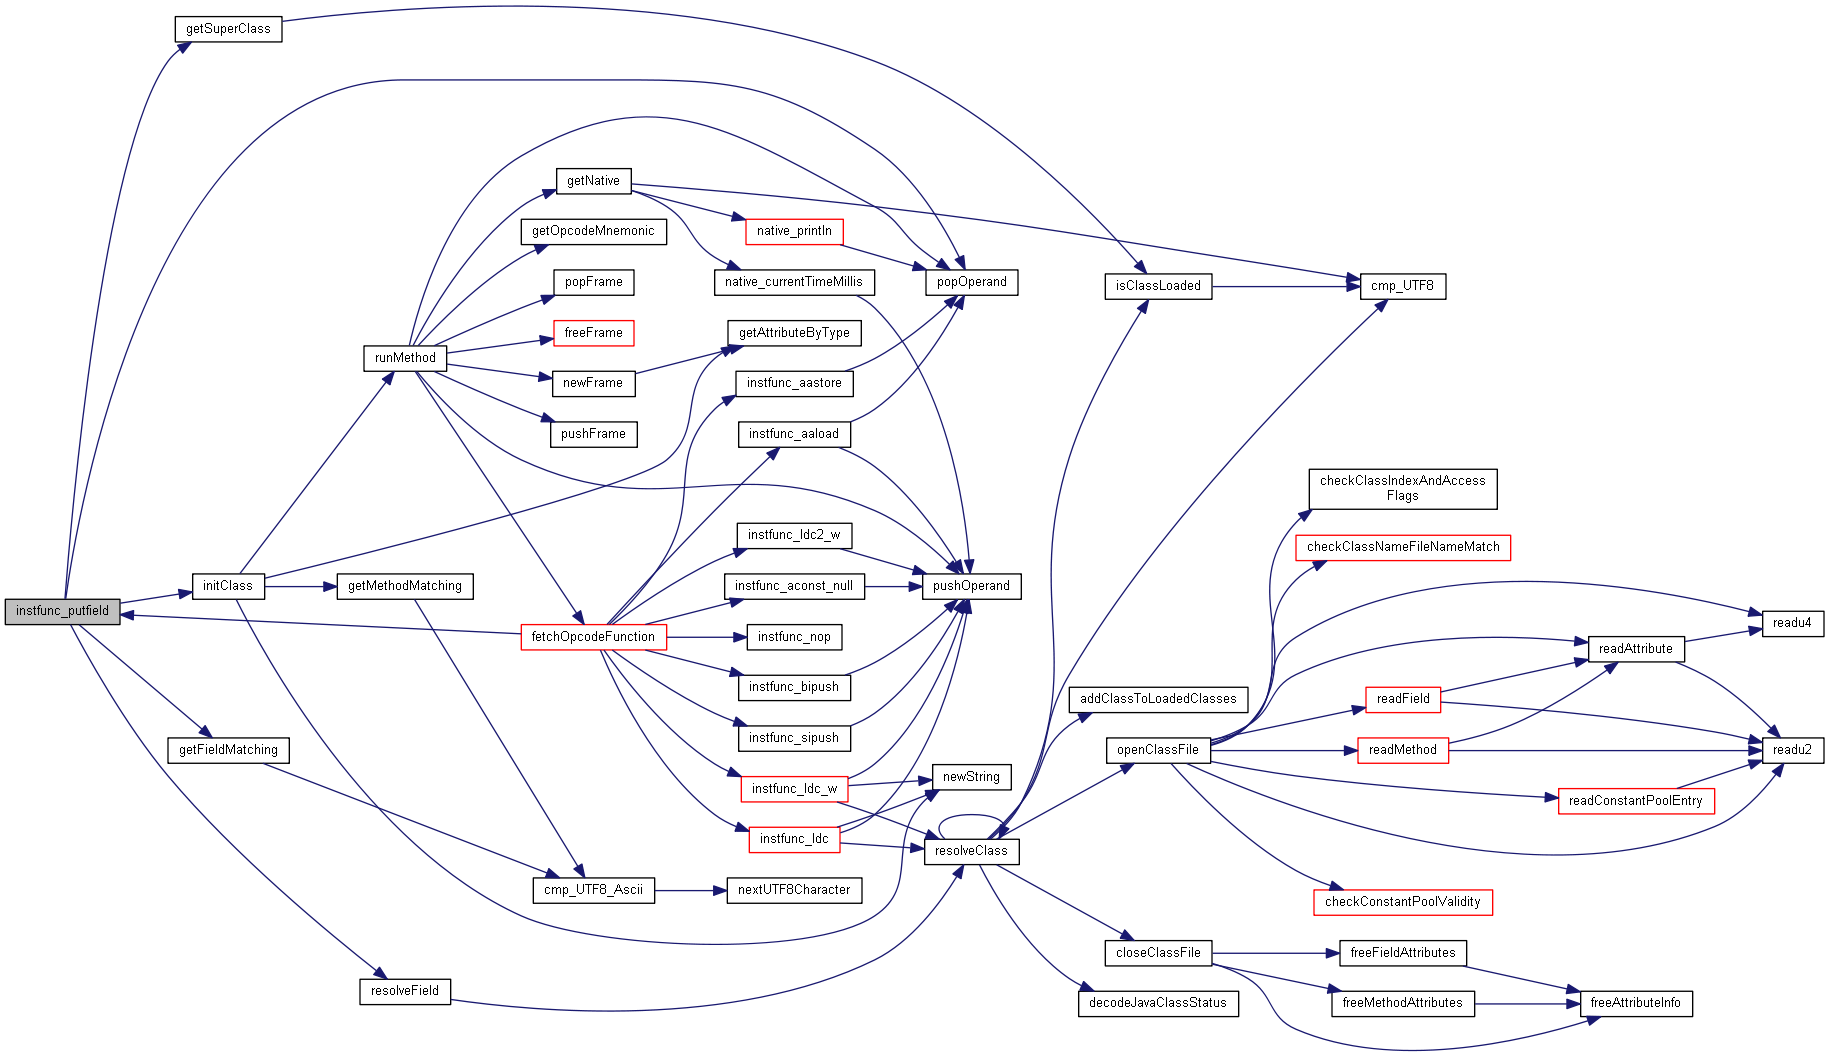 getSuperClass
getNative
getOpcodeMnemonic
native_println
popFrame
native_currentTimeMillis
popOperand
isClassLoaded
cmp_UTF8
freeFrame
getAttributeByType
runMethod
newFrame
instfunc_aastore
pushFrame
instfunc_aaload
checkClassIndexAndAccess
Flags
instfunc_ldc2_w
checkClassNameFileNameMatch
initClass
getMethodMatching
instfunc_aconst_null
pushOperand
instfunc_putfield
fetchOpcodeFunction
instfunc_nop
readu4
readAttribute
instfunc_bipush
addClassToLoadedClasses
readField
getFieldMatching
instfunc_sipush
openClassFile
readMethod
readu2
newString
instfunc_ldc_w
readConstantPoolEntry
instfunc_ldc
resolveClass
cmp_UTF8_Ascii
nextUTF8Character
checkConstantPoolValidity
closeClassFile
freeFieldAttributes
resolveField
decodeJavaClassStatus
freeMethodAttributes
freeAttributeInfo